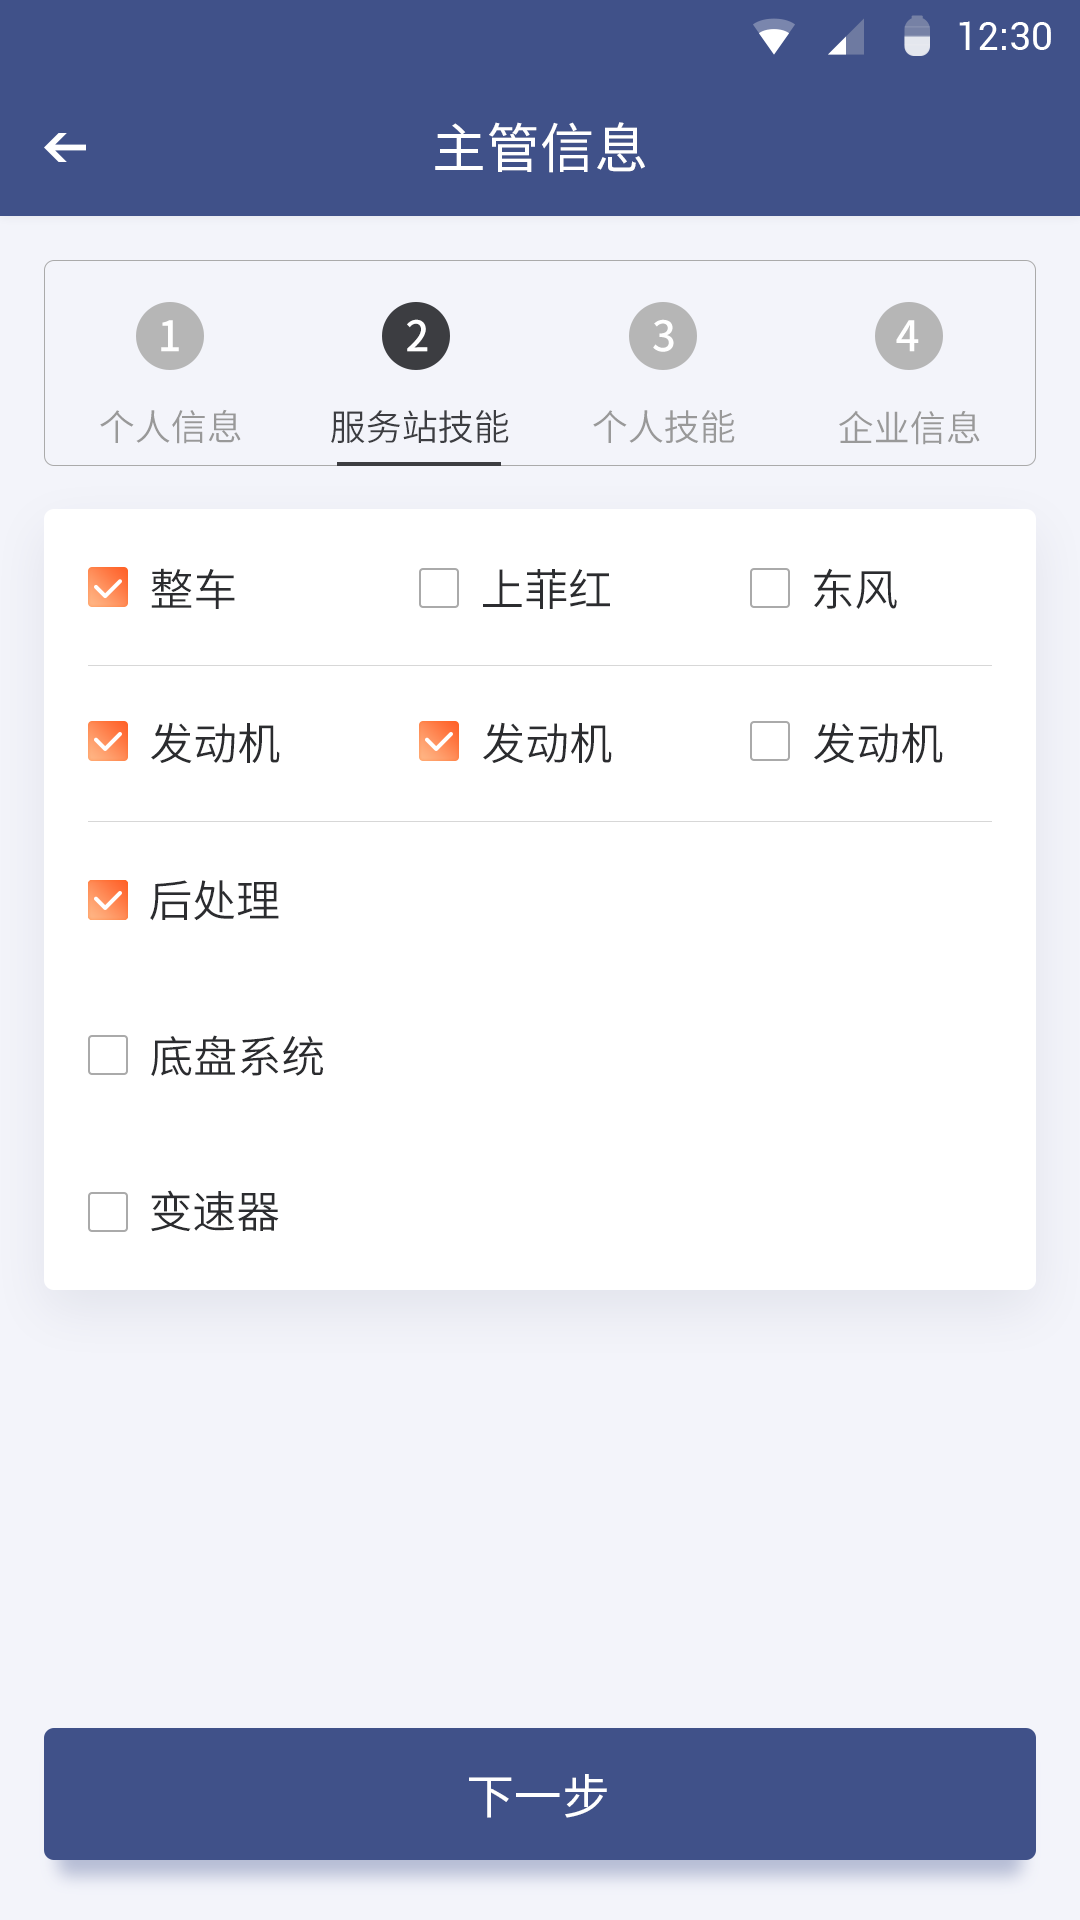 12:30
主管信息
1 2 3 4
个人信息 服务站技能 个人技能 企业信息
整车 上菲红 东风
发动机 发动机 发动机
后处理
底盘系统
变速器
下一步